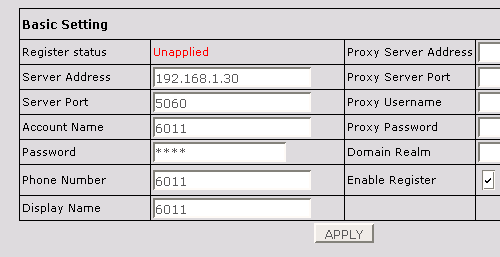 Basic Setting
Register status Unapplied Proxy Server Address
Server Address 192.168.1.30 Proxy Server Port
Server Port 5060 Proxy Username
Account Name 6011 Proxy Password
Password **** Domain Realm
Phone Number 6011 Enable Register
Display Name 6011
APPLY